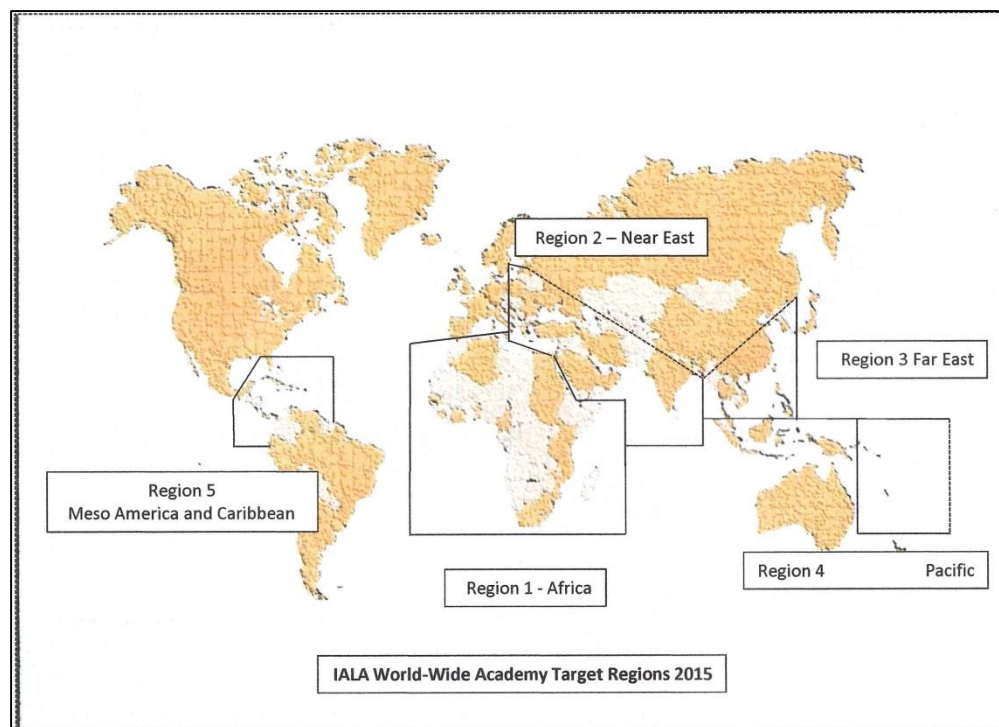 Region 2 – Near East
Region 3 Far East
Region 5
Meso America and Caribbean
Region 4 Pacific
Region 1 - Africa
IALA World-Wide Academy Target Regions 2015